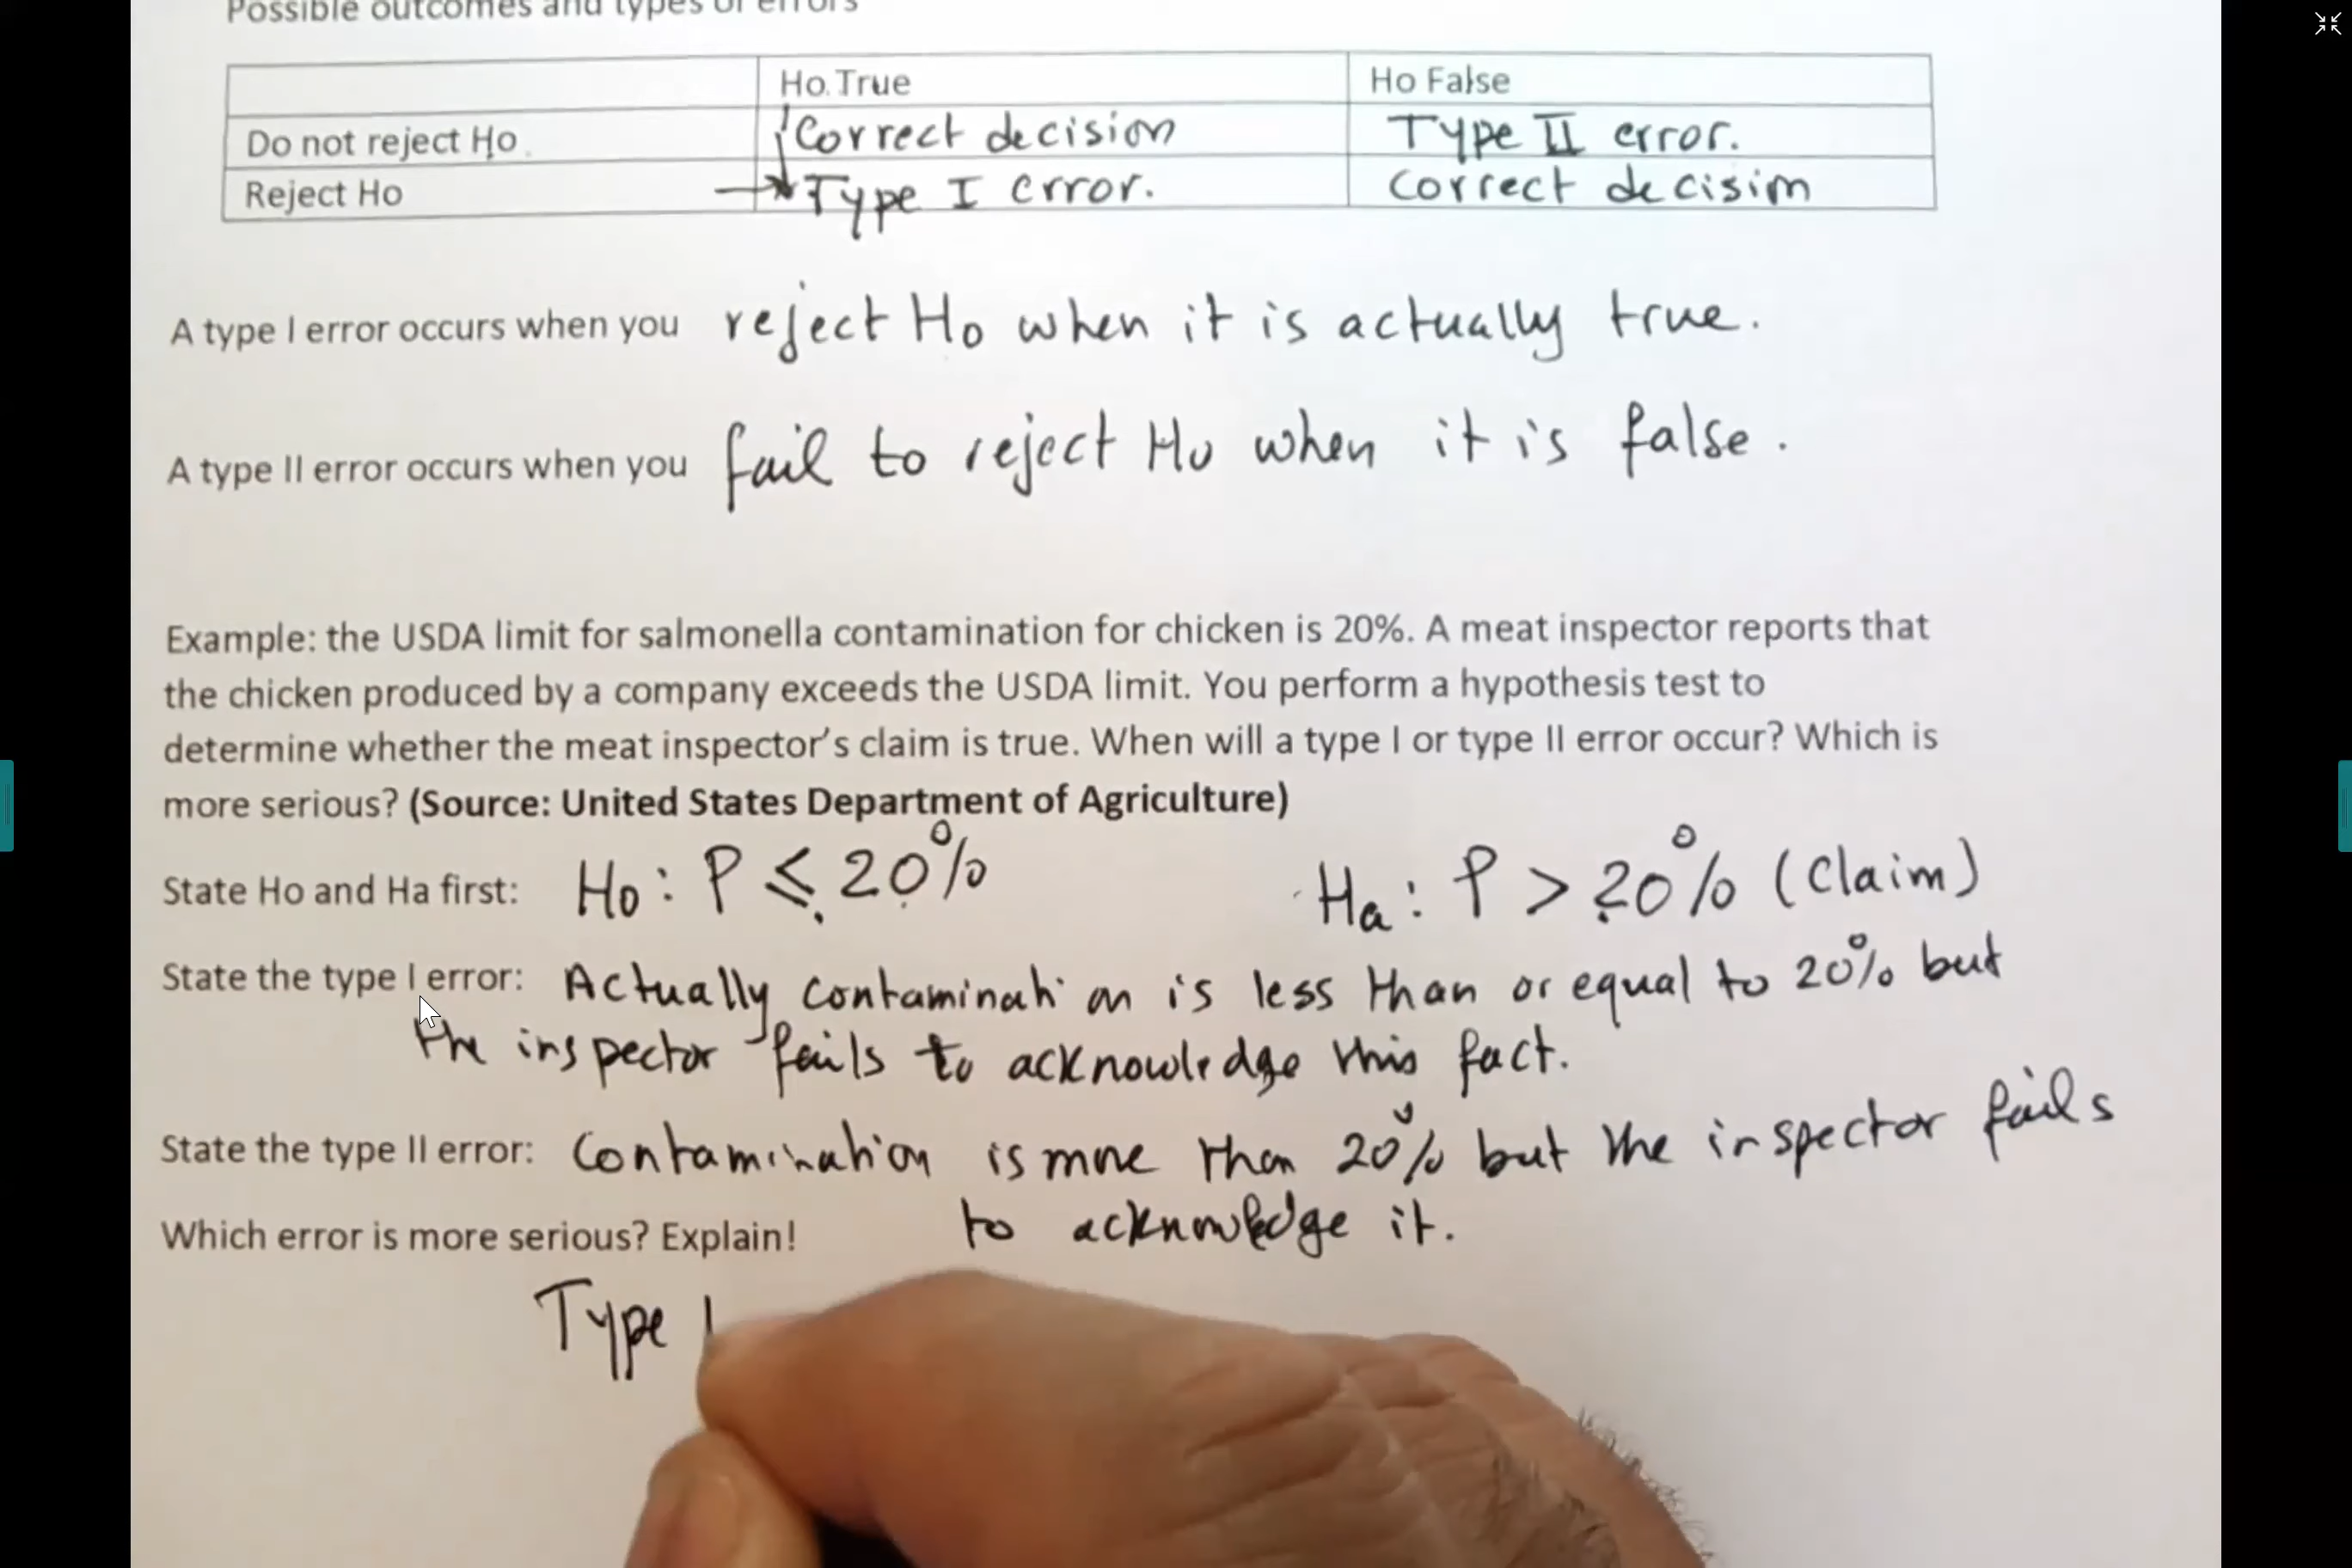 Possible outcomes and types of errors
Ho True Ho False
Do not reject Ho Correct decision Type II error.
Reject Ho Type I error. Correct decisim
A type I error occurs when you reject Ho when it is actually true.
A type II error occurs when you fail to reject Ho when it is false.
Example: the USDA limit for salmonella contamination for chicken is 20%. A meat inspector reports that
the chicken produced by a company exceeds the USDA limit. You perform a hypothesis test to
determine whether the meat inspector's claim is true. When will a type I or type II error occur? Which is
more serious? (Source: United States Department of Agriculture)
State Ho and Ha first: Ho : P ≤ 20% Ha : P > 20% (Claim)
State the type I error: Actually contamination is less than or equal to 20% but
the inspector fails to acknowledge this fact.
State the type II error: Contamination is more than 20% but the inspector fails
to acknowledge it.
Which error is more serious? Explain!
Type I